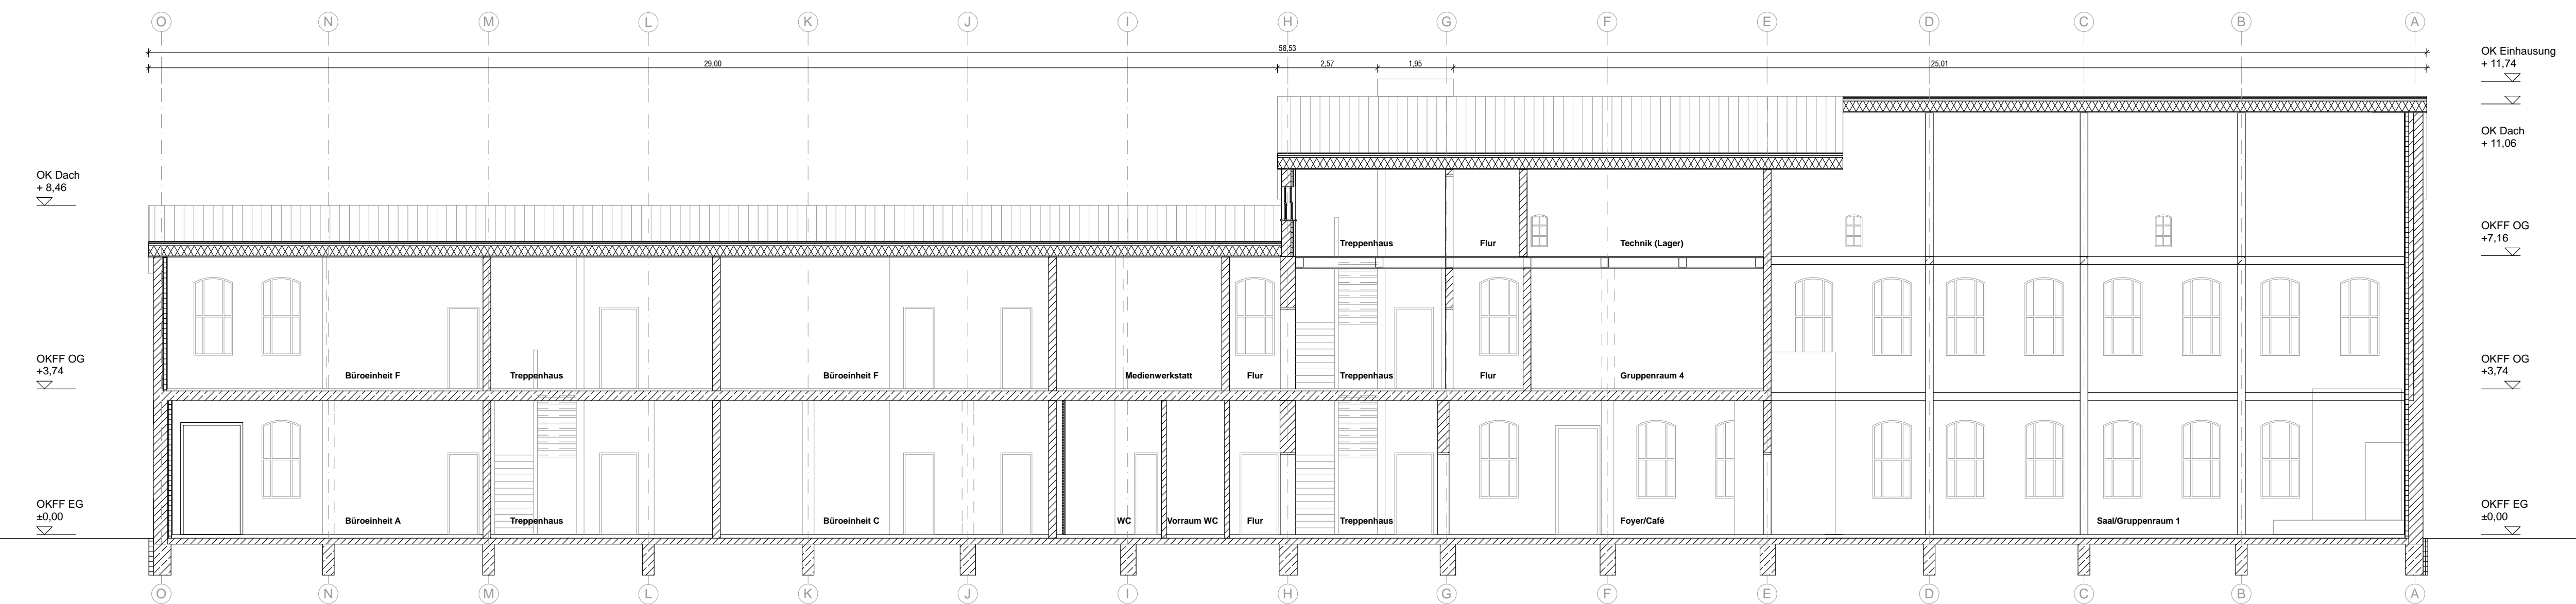 O N M L K J I H G F E D C B A
58,53
29,00 2,57 1,95 25,01
OK Einhausung
+ 11,74
OK Dach
+ 11,06
OK Dach
+ 8,46
OKFF OG
+7,16
Treppenhaus Flur Technik (Lager)
OKFF OG
+3,74
OKFF OG
+3,74
Büroeinheit F Treppenhaus Büroeinheit F Medienwerkstatt Flur Treppenhaus Flur Gruppenraum 4
OKFF EG
±0,00
OKFF EG
±0,00
Büroeinheit A Treppenhaus Büroeinheit C WC Vorraum WC Flur Treppenhaus Foyer/Café Saal/Gruppenraum 1
O N M L K J I H G F E D C B A